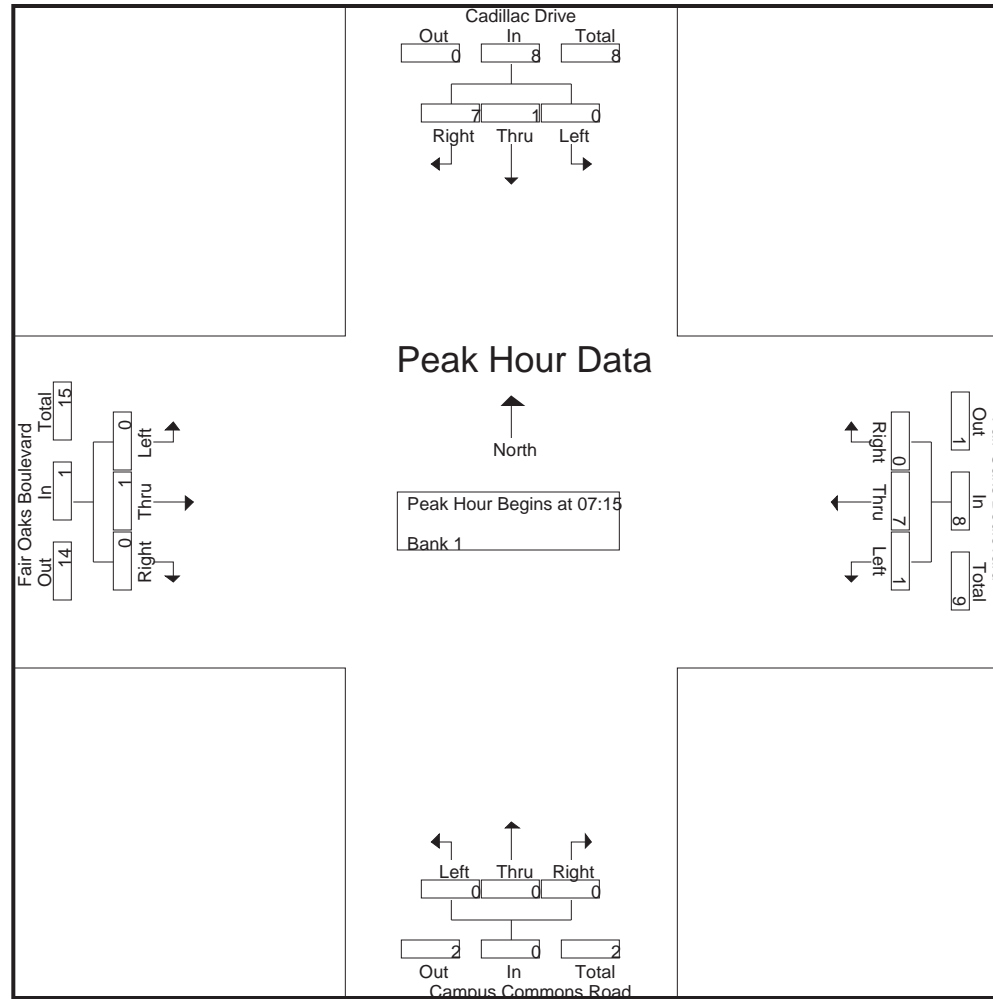 Cadillac Drive
Out In Total
0 8 8
7 1 0
Right Thru Left
Peak Hour Data
North
Peak Hour Begins at 07:15
Bank 1
Fair Oaks Boulevard
Out In Total
14 1 15
0 1 0
Right Thru Left
Out In Total
1 8 9
0 7 1
Right Thru Left
Left Thru Right
0 0 0
2 0 2
Out In Total
Campus Commons Road